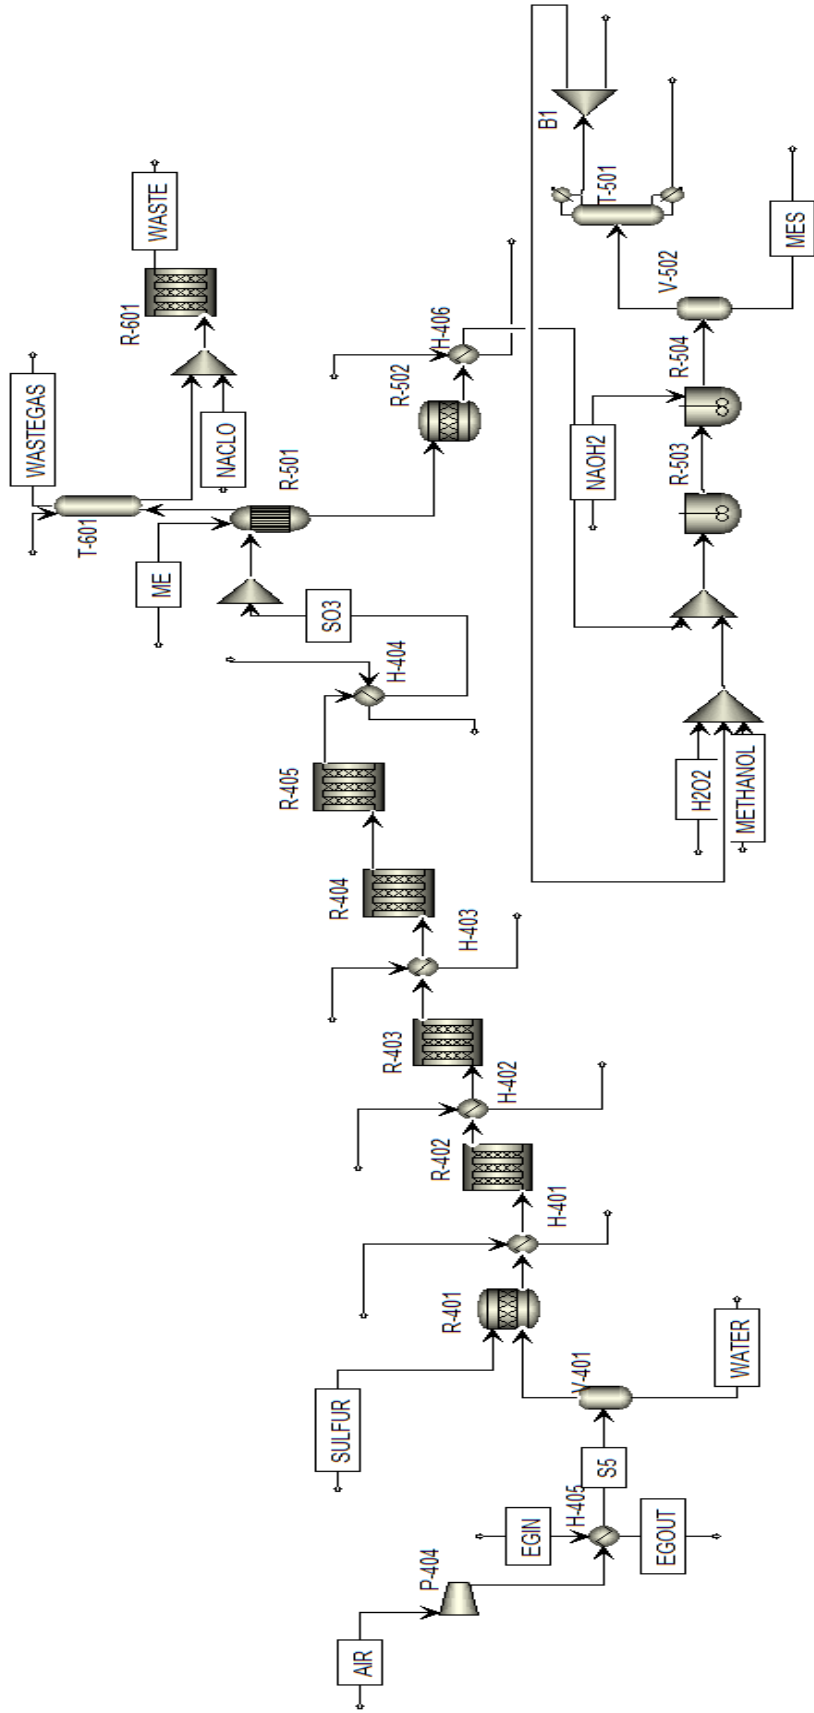 AIR
P-404
EGIN
H-405
EGOUT
S5
V-401
WATER
SULFUR
R-401
H-401
R-402
H-402
R-403
H-403
R-404
R-405
H-404
SO3
ME
R-501
T-601
WASTEGAS
NACLO
R-601
WASTE
R-502
H-406
H2O2
METHANOL
NAOH2
R-503
R-504
V-502
MES
T-501
B1